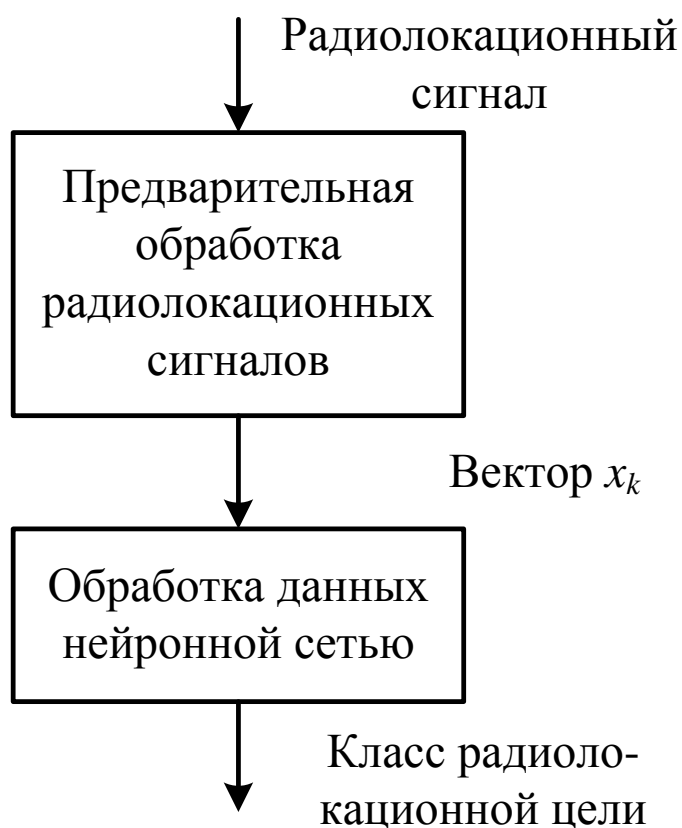 Радиолокационный
сигнал
Предварительная
обработка
радиолокационных
сигналов
Вектор xk
Обработка данных
нейронной сетью
Класс радиоло-
кационной цели